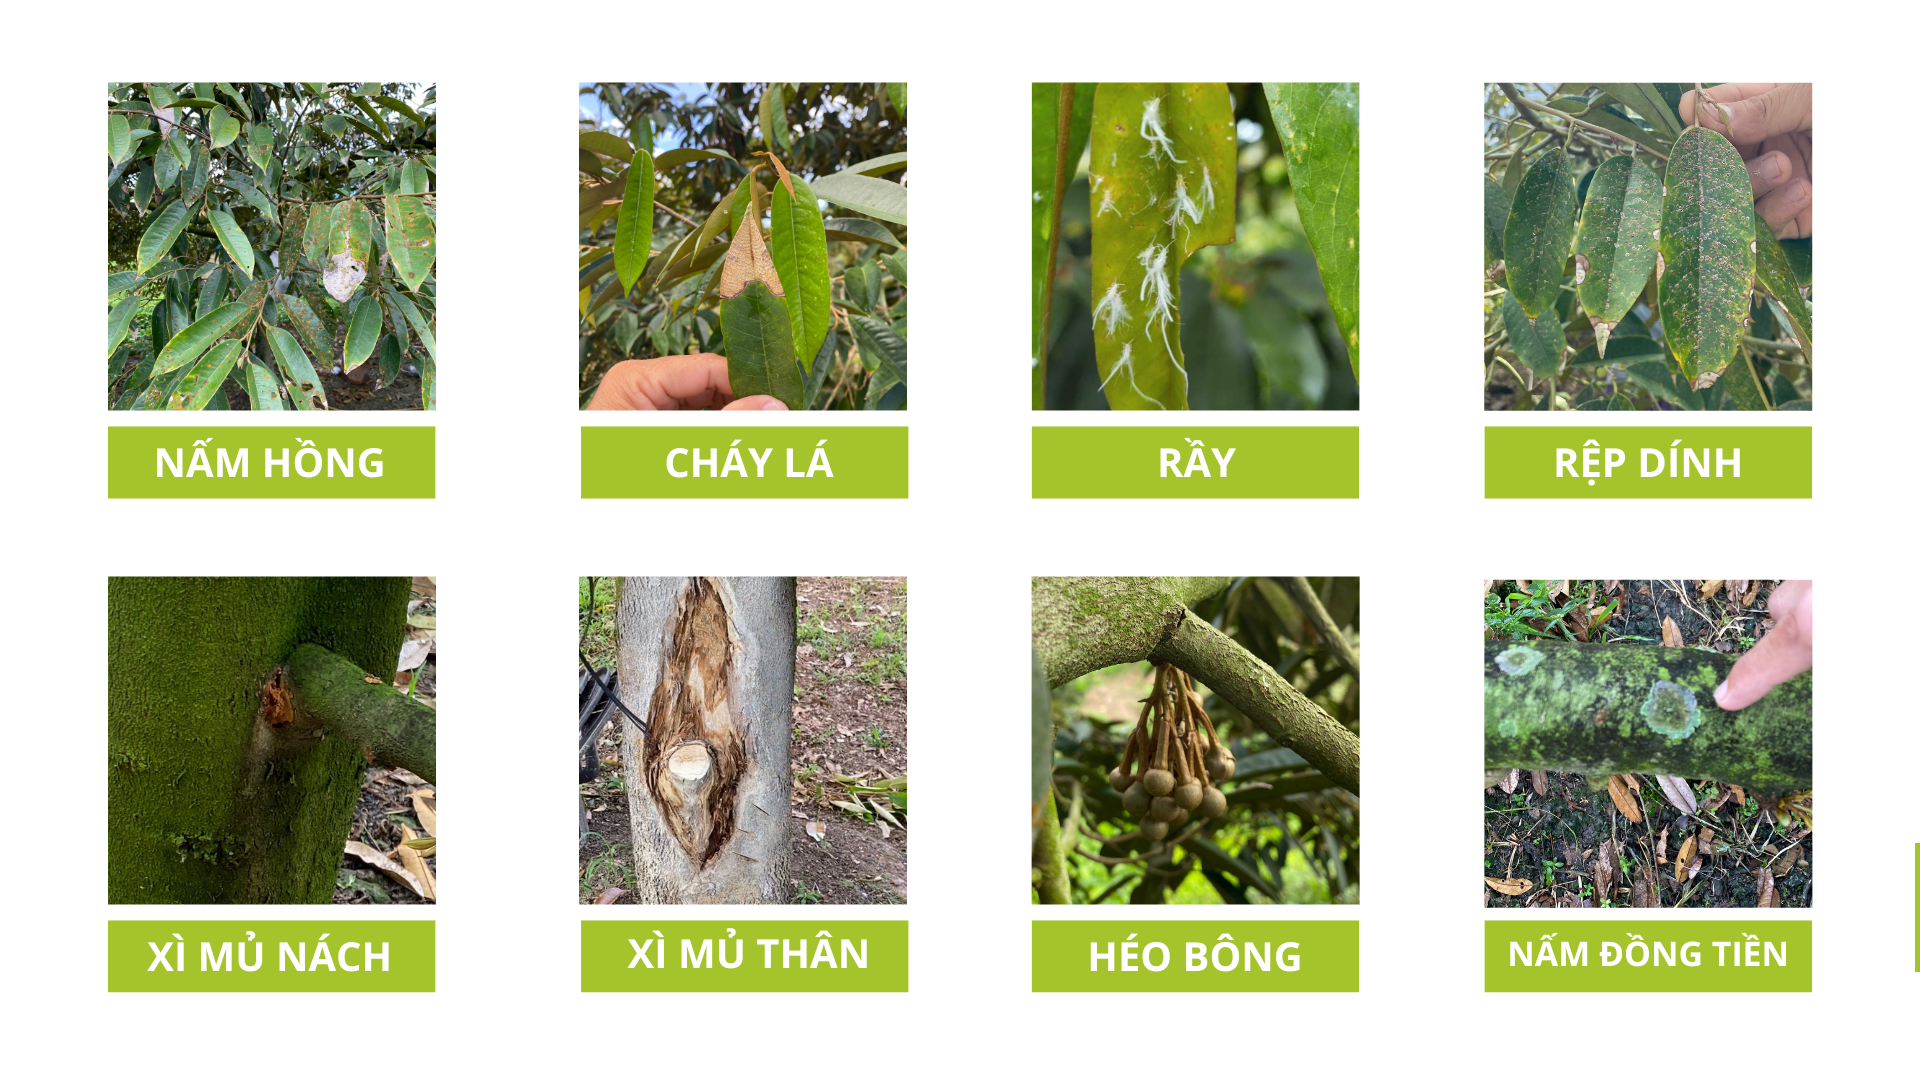 NẤM HỒNG
CHÁY LÁ
RẦY
RỆP DÍNH
XÌ MỦ NÁCH
XÌ MỦ THÂN
HÉO BÔNG
NẤM ĐỒNG TIỀN